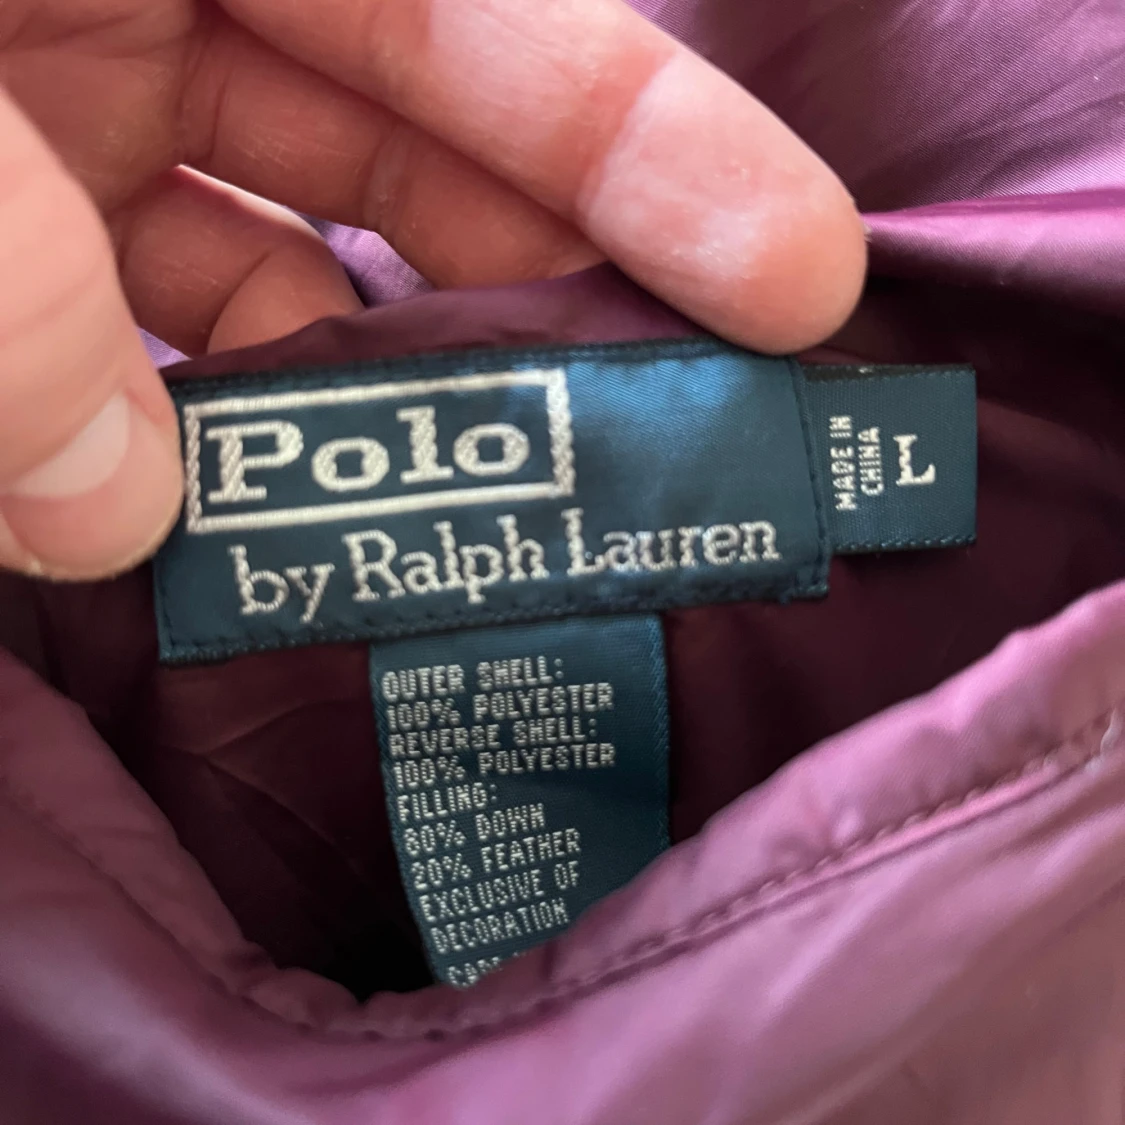 Polo
by Ralph Lauren
MADE IN
CHINA
L
OUTER SHELL:
100% POLYESTER
REVERSE SHELL:
100% POLYESTER
FILLING:
80% DOWN
20% FEATHER
EXCLUSIVE OF
DECORATION